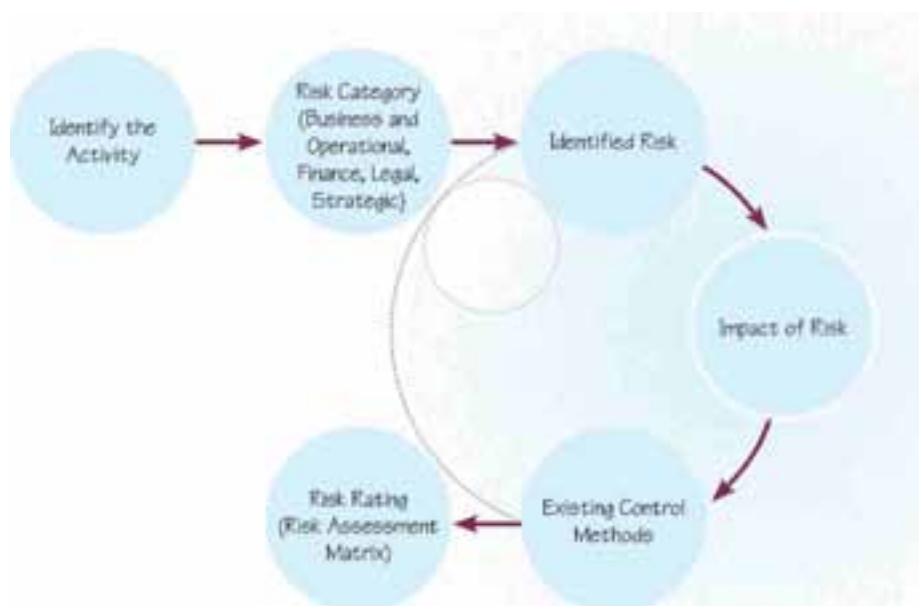 Identify the
Activity
Risk Category
(Business and
Operational,
Finance, Legal,
Strategic)
Identified Risk
Impact of Risk
Existing Control
Methods
Risk Rating
(Risk Assessment
Matrix)